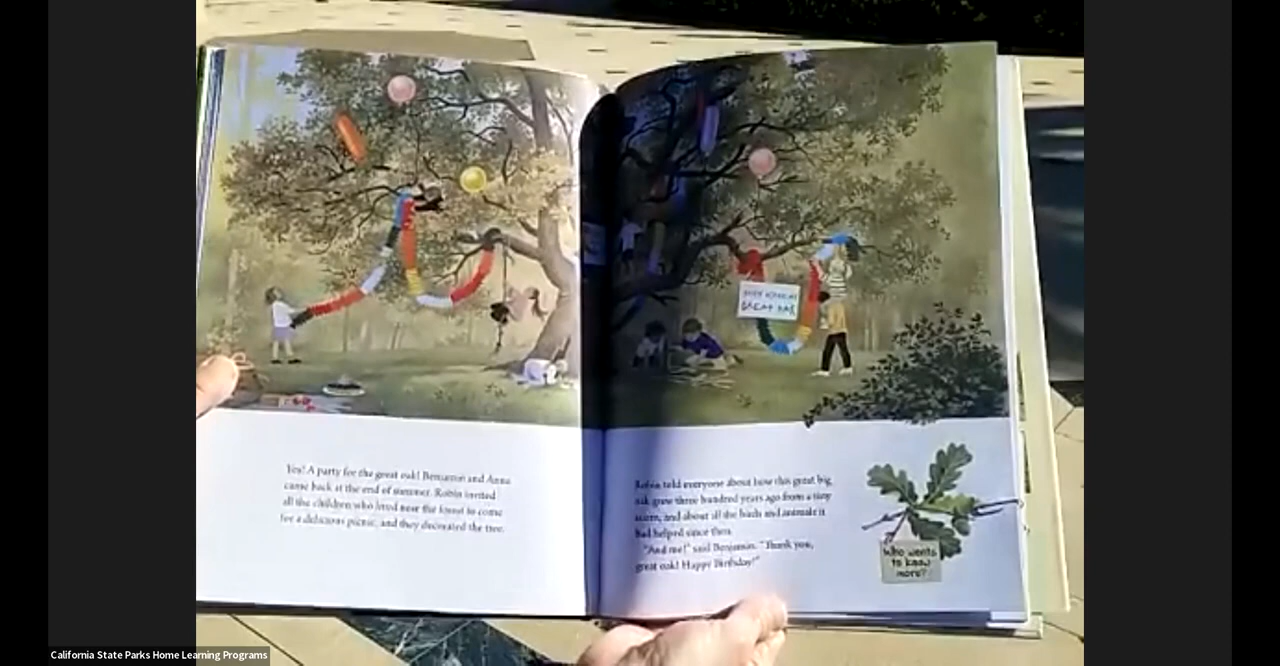 Yes! A party for the great oak! Benjamin and Anna
came back at the end of summer. Robin invited
all the children who lived near the forest to come
for a delicious picnic, and they decorated the tree.
GREAT OAK
Robin told everyone about how this great big
oak grew three hundred years ago from a tiny
acorn, and about all the birds and animals it
had helped since then.
"And me!" said Benjamin. "Thank you,
great oak! Happy Birthday!"
Who wants
to know
more?
California State Parks Home Learning Programs